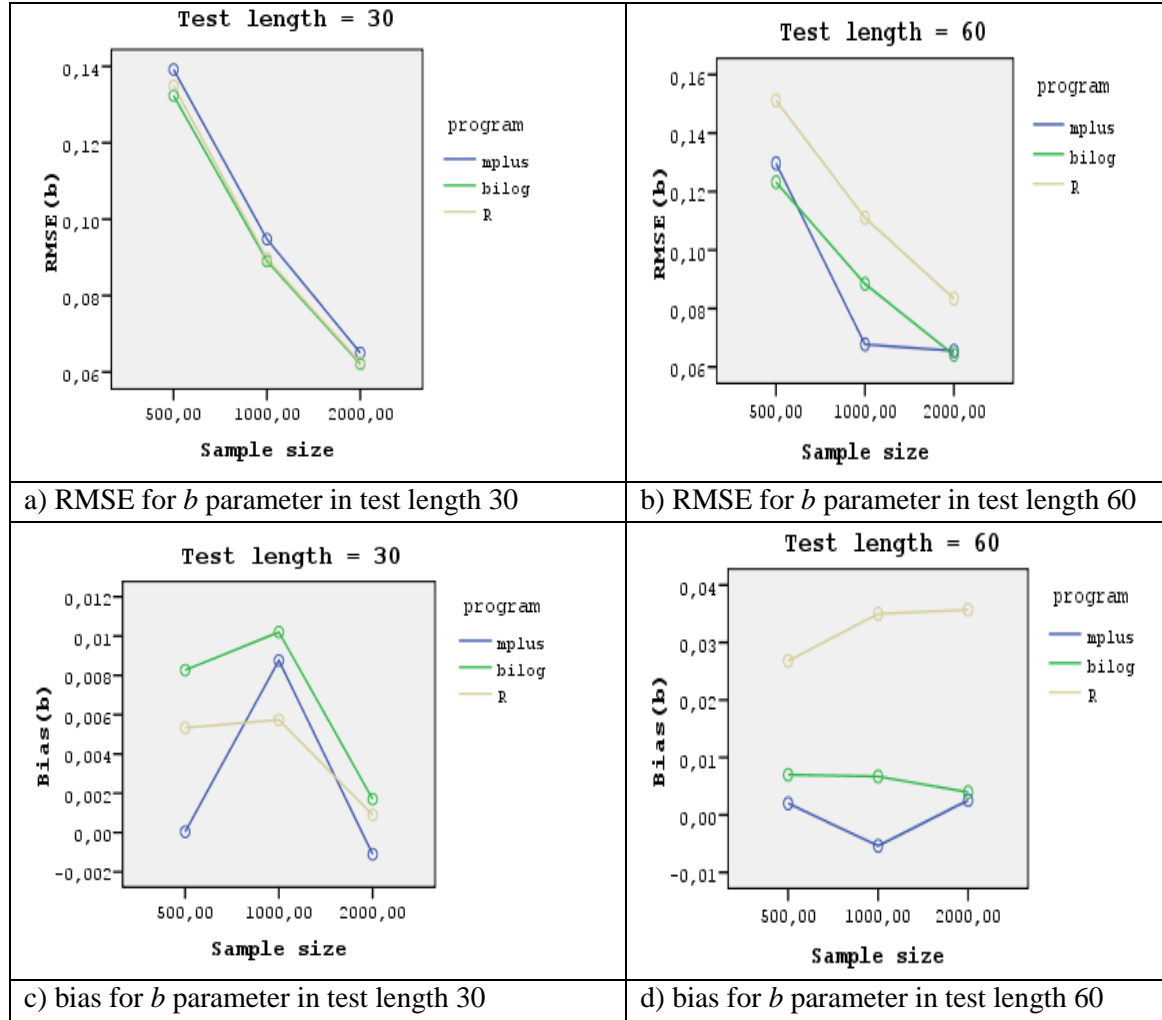 Test length = 30
RMSE(b)
0,14
0,12
0,10
0,08
0,06
500,00 1000,00 2000,00
Sample size
program
mplus
bilog
R
a) RMSE for b parameter in test length 30
Test length = 60
RMSE(b)
0,16
0,14
0,12
0,10
0,08
0,06
500,00 1000,00 2000,00
Sample size
program
mplus
bilog
R
b) RMSE for b parameter in test length 60
Test length = 30
Bias(b)
0,012
0,01
0,008
0,006
0,004
0,002
0,00
-0,002
500,00 1000,00 2000,00
Sample size
program
mplus
bilog
R
c) bias for b parameter in test length 30
Test length = 60
Bias(b)
0,04
0,03
0,02
0,01
0,00
-0,01
500,00 1000,00 2000,00
Sample size
program
mplus
bilog
R
d) bias for b parameter in test length 60